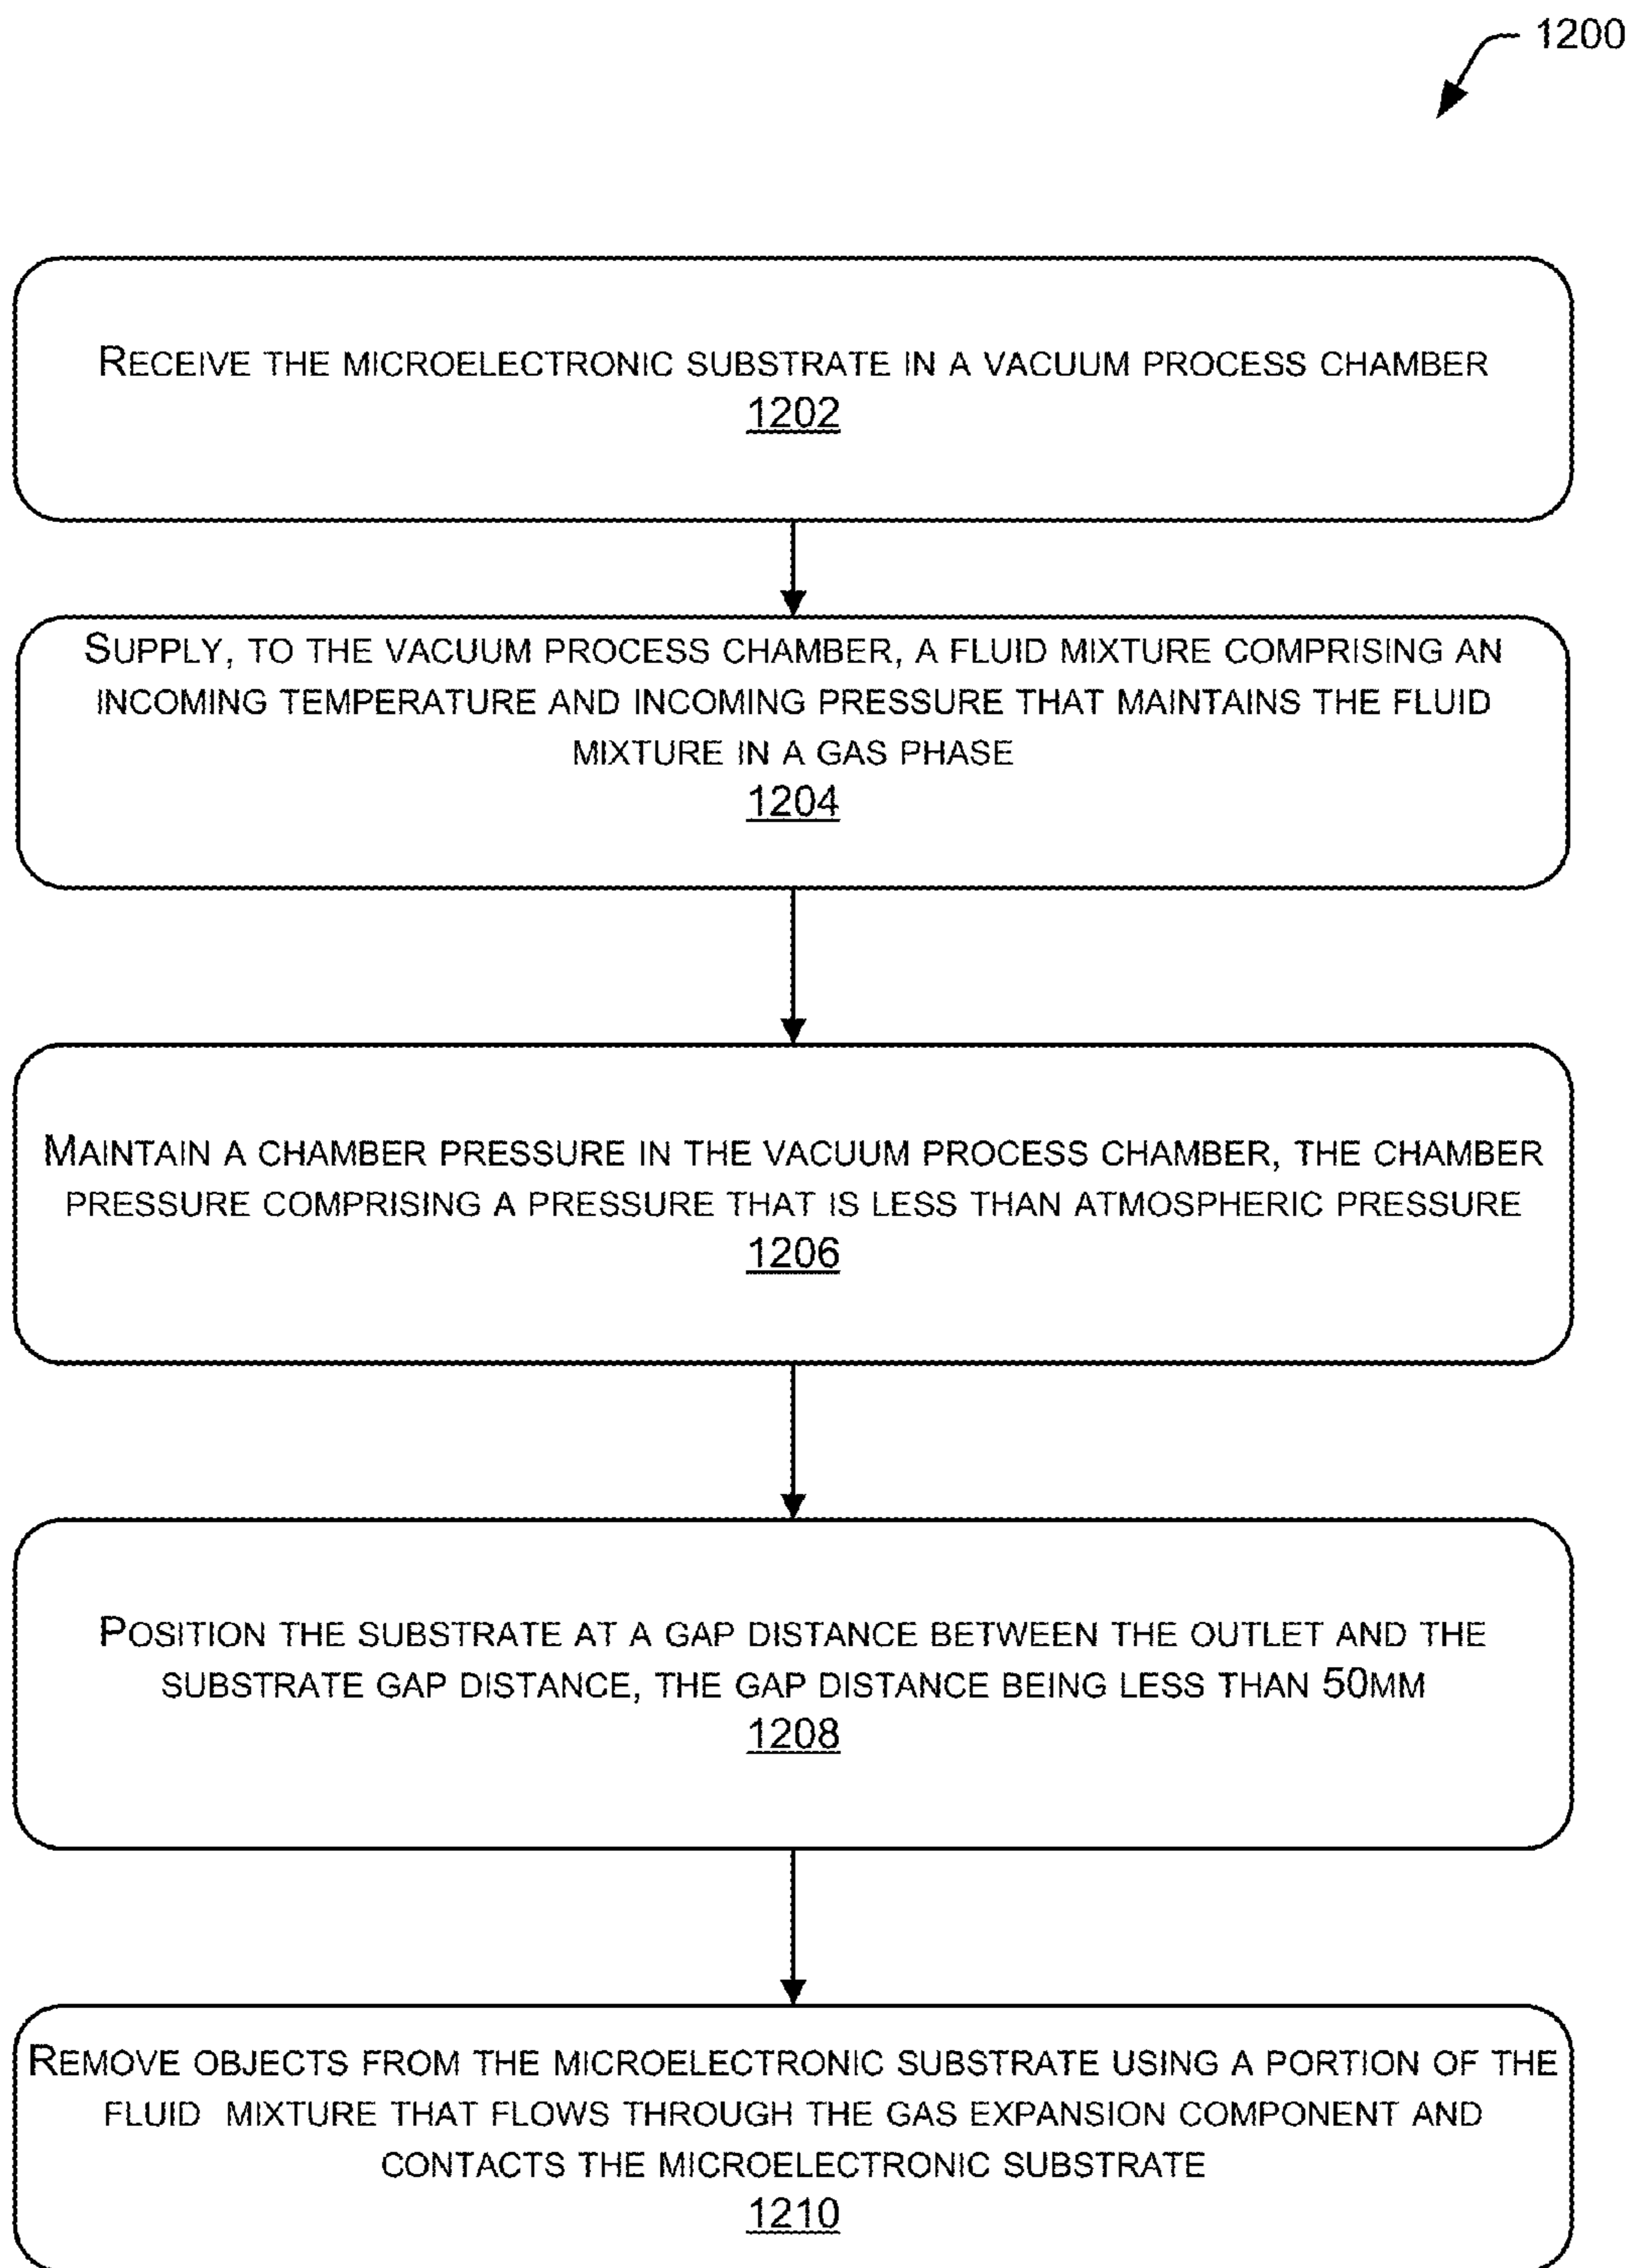 1200
RECEIVE THE MICROELECTRONIC SUBSTRATE IN A VACUUM PROCESS CHAMBER
1202
SUPPLY, TO THE VACUUM PROCESS CHAMBER, A FLUID MIXTURE COMPRISING AN
INCOMING TEMPERATURE AND INCOMING PRESSURE THAT MAINTAINS THE FLUID
MIXTURE IN A GAS PHASE
1204
MAINTAIN A CHAMBER PRESSURE IN THE VACUUM PROCESS CHAMBER, THE CHAMBER
PRESSURE COMPRISING A PRESSURE THAT IS LESS THAN ATMOSPHERIC PRESSURE
1206
POSITION THE SUBSTRATE AT A GAP DISTANCE BETWEEN THE OUTLET AND THE
SUBSTRATE GAP DISTANCE, THE GAP DISTANCE BEING LESS THAN 50MM
1208
REMOVE OBJECTS FROM THE MICROELECTRONIC SUBSTRATE USING A PORTION OF THE
FLUID MIXTURE THAT FLOWS THROUGH THE GAS EXPANSION COMPONENT AND
CONTACTS THE MICROELECTRONIC SUBSTRATE
1210